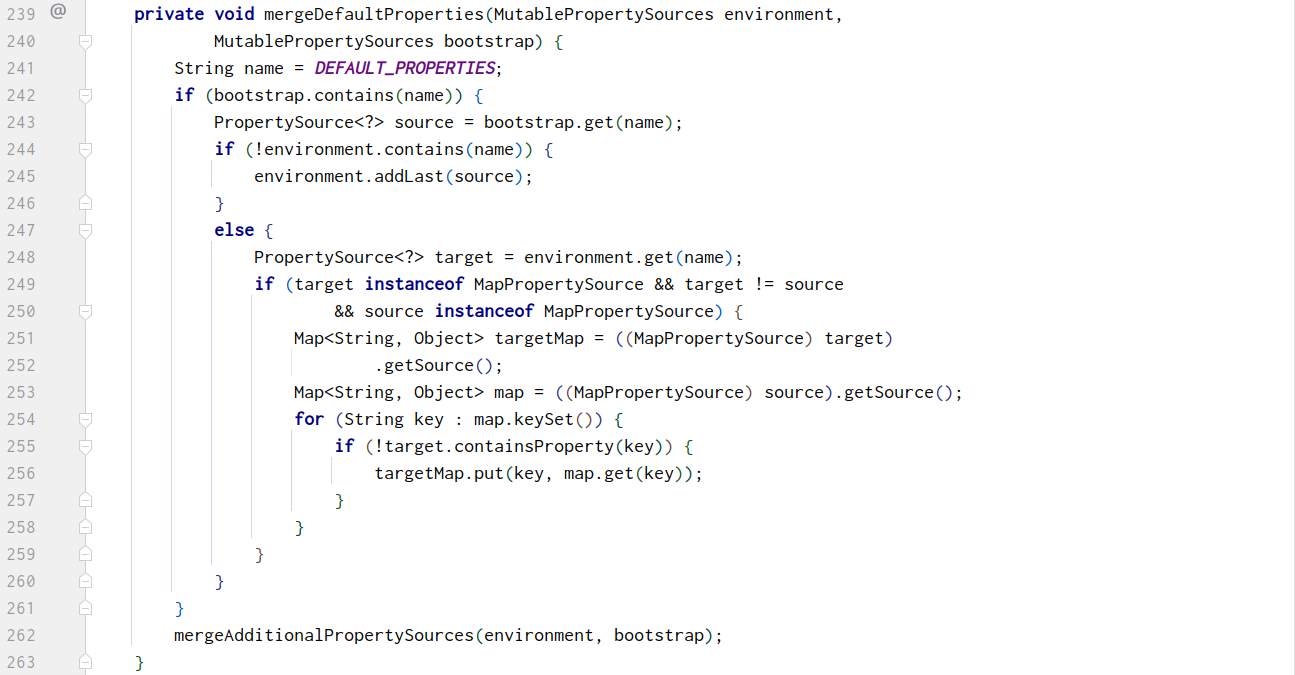 239 @ private void mergeDefaultProperties(MutablePropertySources environment,
240 MutablePropertySources bootstrap) {
241 String name = DEFAULT_PROPERTIES;
242 if (bootstrap.contains(name)) {
243 PropertySource<?> source = bootstrap.get(name);
244 if (!environment.contains(name)) {
245 environment.addLast(source);
246 }
247 else {
248 PropertySource<?> target = environment.get(name);
249 if (target instanceof MapPropertySource && target != source
250 && source instanceof MapPropertySource) {
251 Map<String, Object> targetMap = ((MapPropertySource) target)
252 .getSource();
253 Map<String, Object> map = ((MapPropertySource) source).getSource();
254 for (String key : map.keySet()) {
255 if (!target.containsProperty(key)) {
256 targetMap.put(key, map.get(key));
257 }
258 }
259 }
260 }
261 }
262 mergeAdditionalPropertySources(environment, bootstrap);
263 }